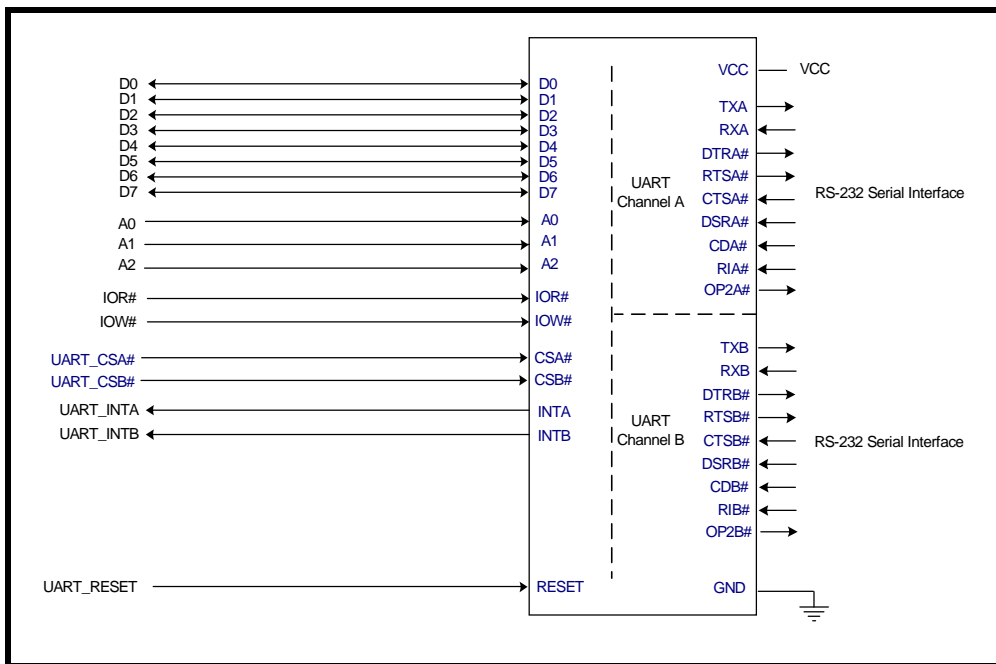 D0
D1
D2
D3
D4
D5
D6
D7
A0
A1
A2
IOR#
IOW#
UART_CSA#
UART_CSB#
UART_INTA
UART_INTB
UART_RESET
D0
D1
D2
D3
D4
D5
D6
D7
A0
A1
A2
IOR#
IOW#
CSA#
CSB#
INTA
INTB
RESET
UART
Channel A
UART
Channel B
VCC
TXA
RXA
DTRA#
RTSA#
CTSA#
DSRA#
CDA#
RIA#
OP2A#
TXB
RXB
DTRB#
RTSB#
CTSB#
DSRB#
CDB#
RIB#
OP2B#
GND
VCC
RS-232 Serial Interface
RS-232 Serial Interface